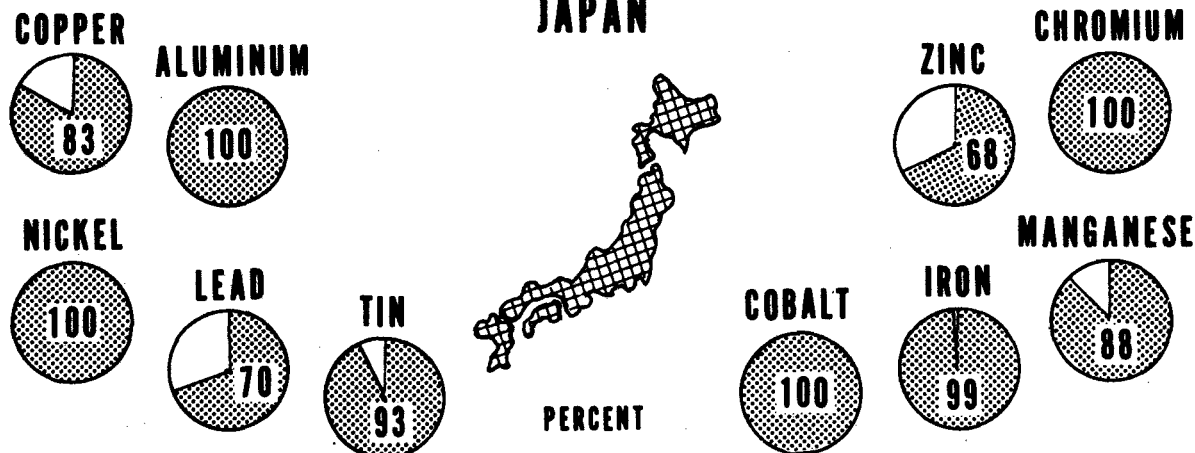 JAPAN
COPPER
83
ALUMINUM
100
ZINC
68
CHROMIUM
100
NICKEL
100
LEAD
70
TIN
93
COBALT
100
IRON
99
MANGANESE
88
PERCENT